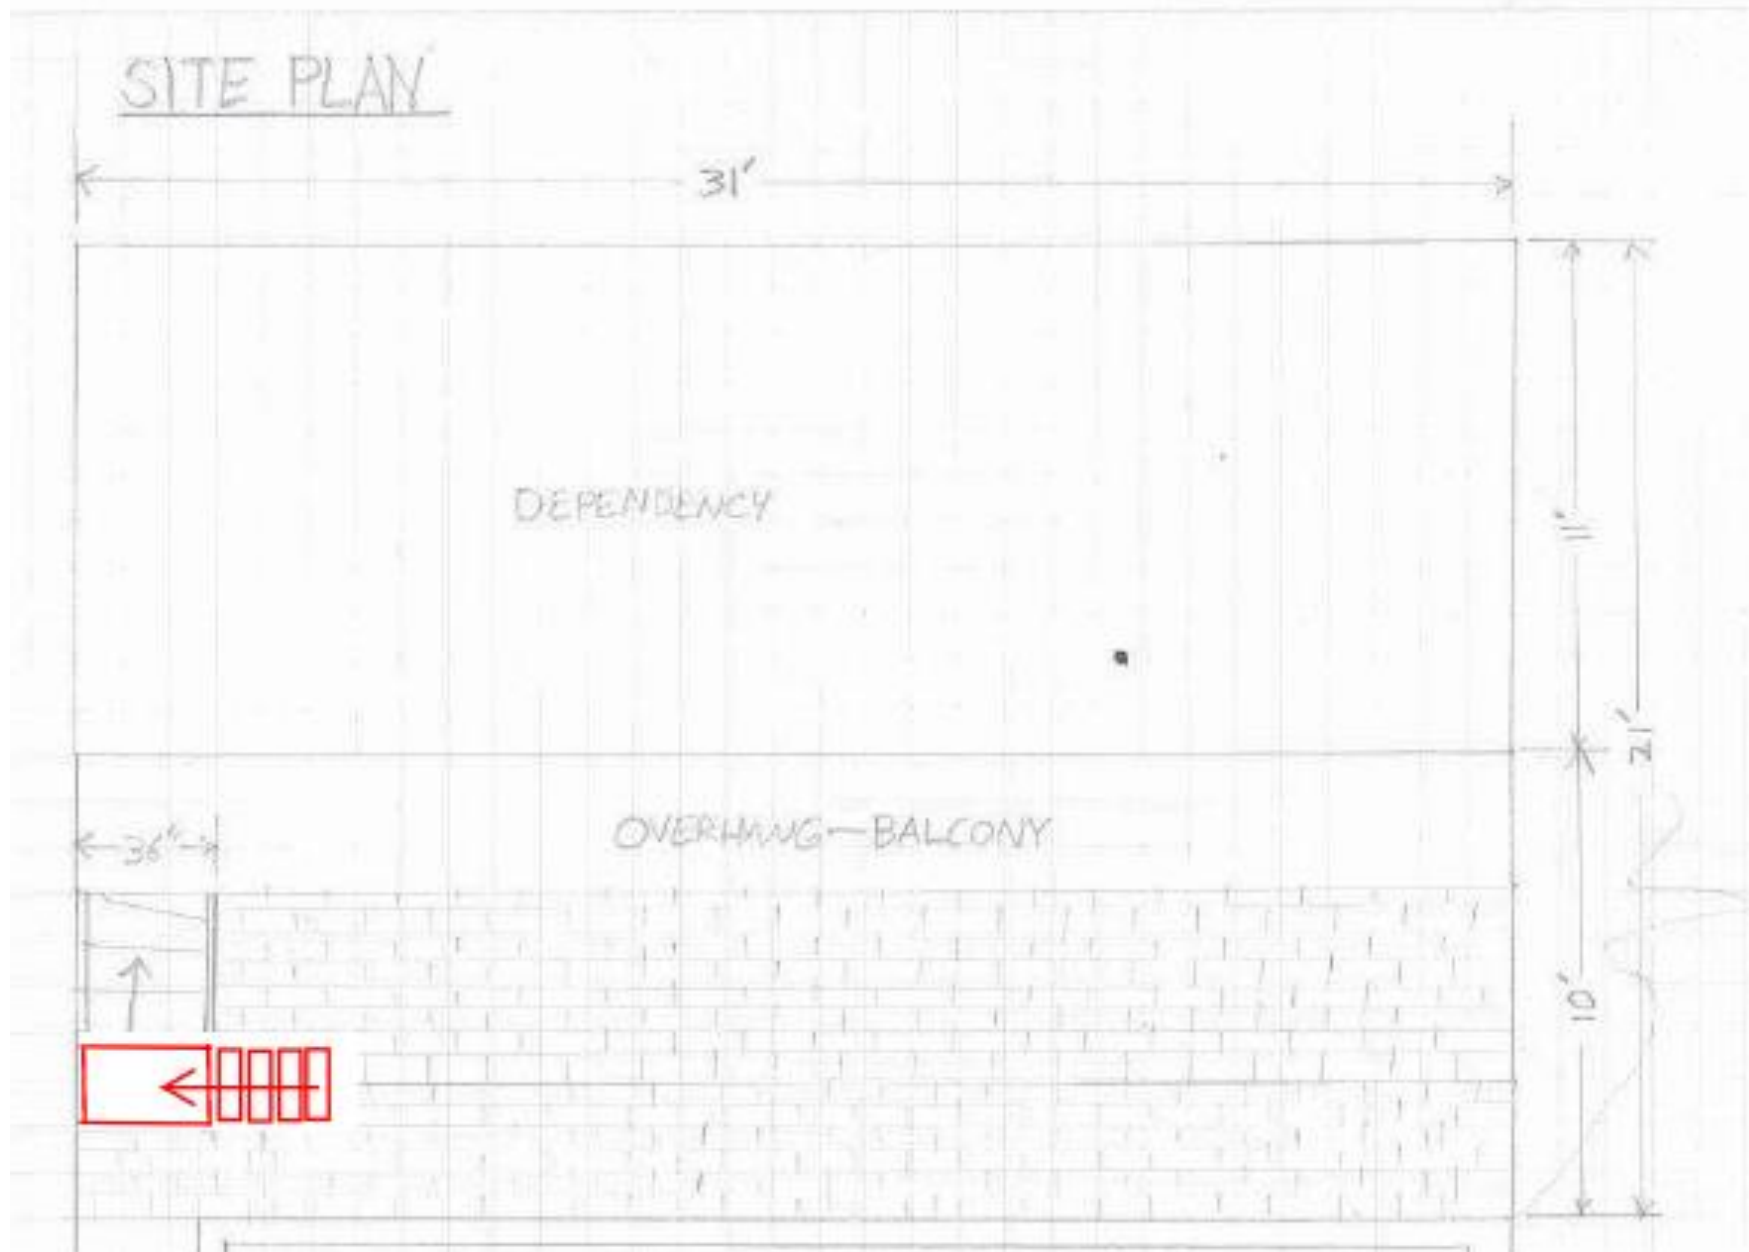 SITE PLAN
31'
DEPENDENCY
11'
21'
OVERHANG—BALCONY
36"
10'